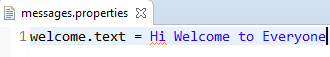 messages.properties
1 welcome.text = Hi Welcome to Everyone